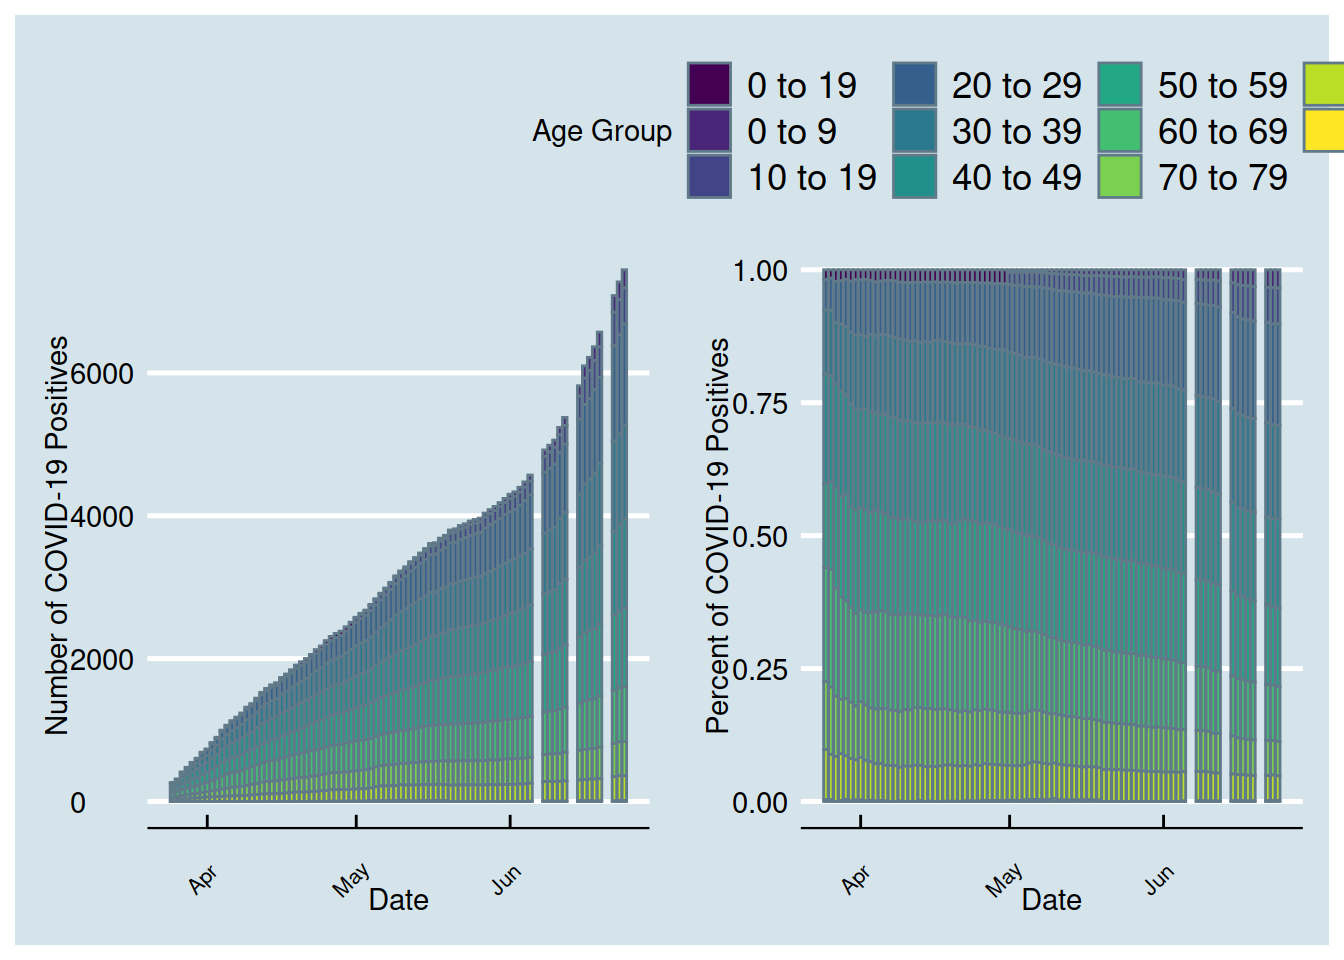 0 to 19 20 to 29 50 to 59
Age Group 0 to 9 30 to 39 60 to 69
10 to 19 40 to 49 70 to 79
Number of COVID-19 Positives
6000
4000
2000
0
Apr May Jun
Date
Percent of COVID-19 Positives
1.00
0.75
0.50
0.25
0.00
Apr May Jun
Date